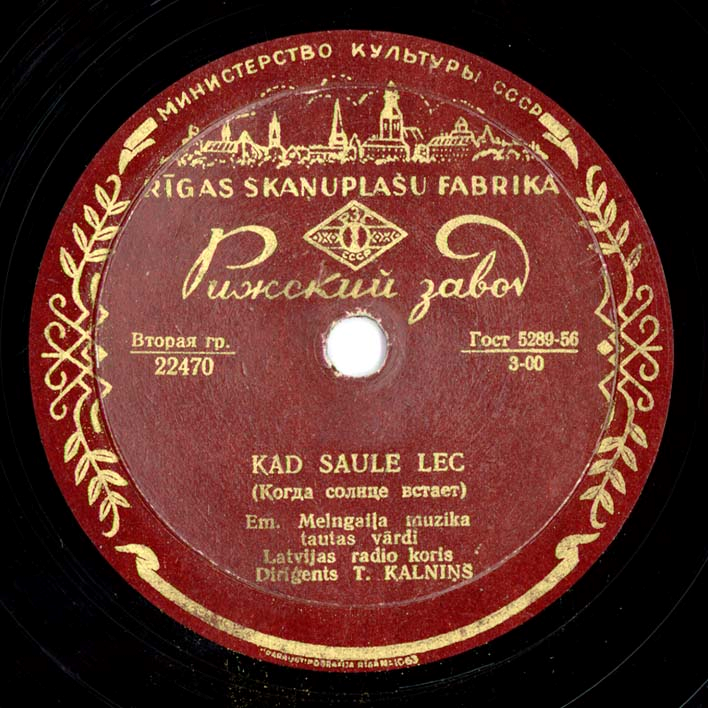 МИНИСТЕРСТВО КУЛЬТУРЫ СССР
RĪGAS SKAŅUPLAŠU FABRIKA
РЗ
СССР
Рижский завод
Вторая гр.
22470
Гост 5289-56
3-00
KAD SAULE LEC
(Когда солнце встает)
Em. Melngaiļa muzika
tautas vārdi
Latvijas radio koris
Diriģents T. KALNIŅŠ